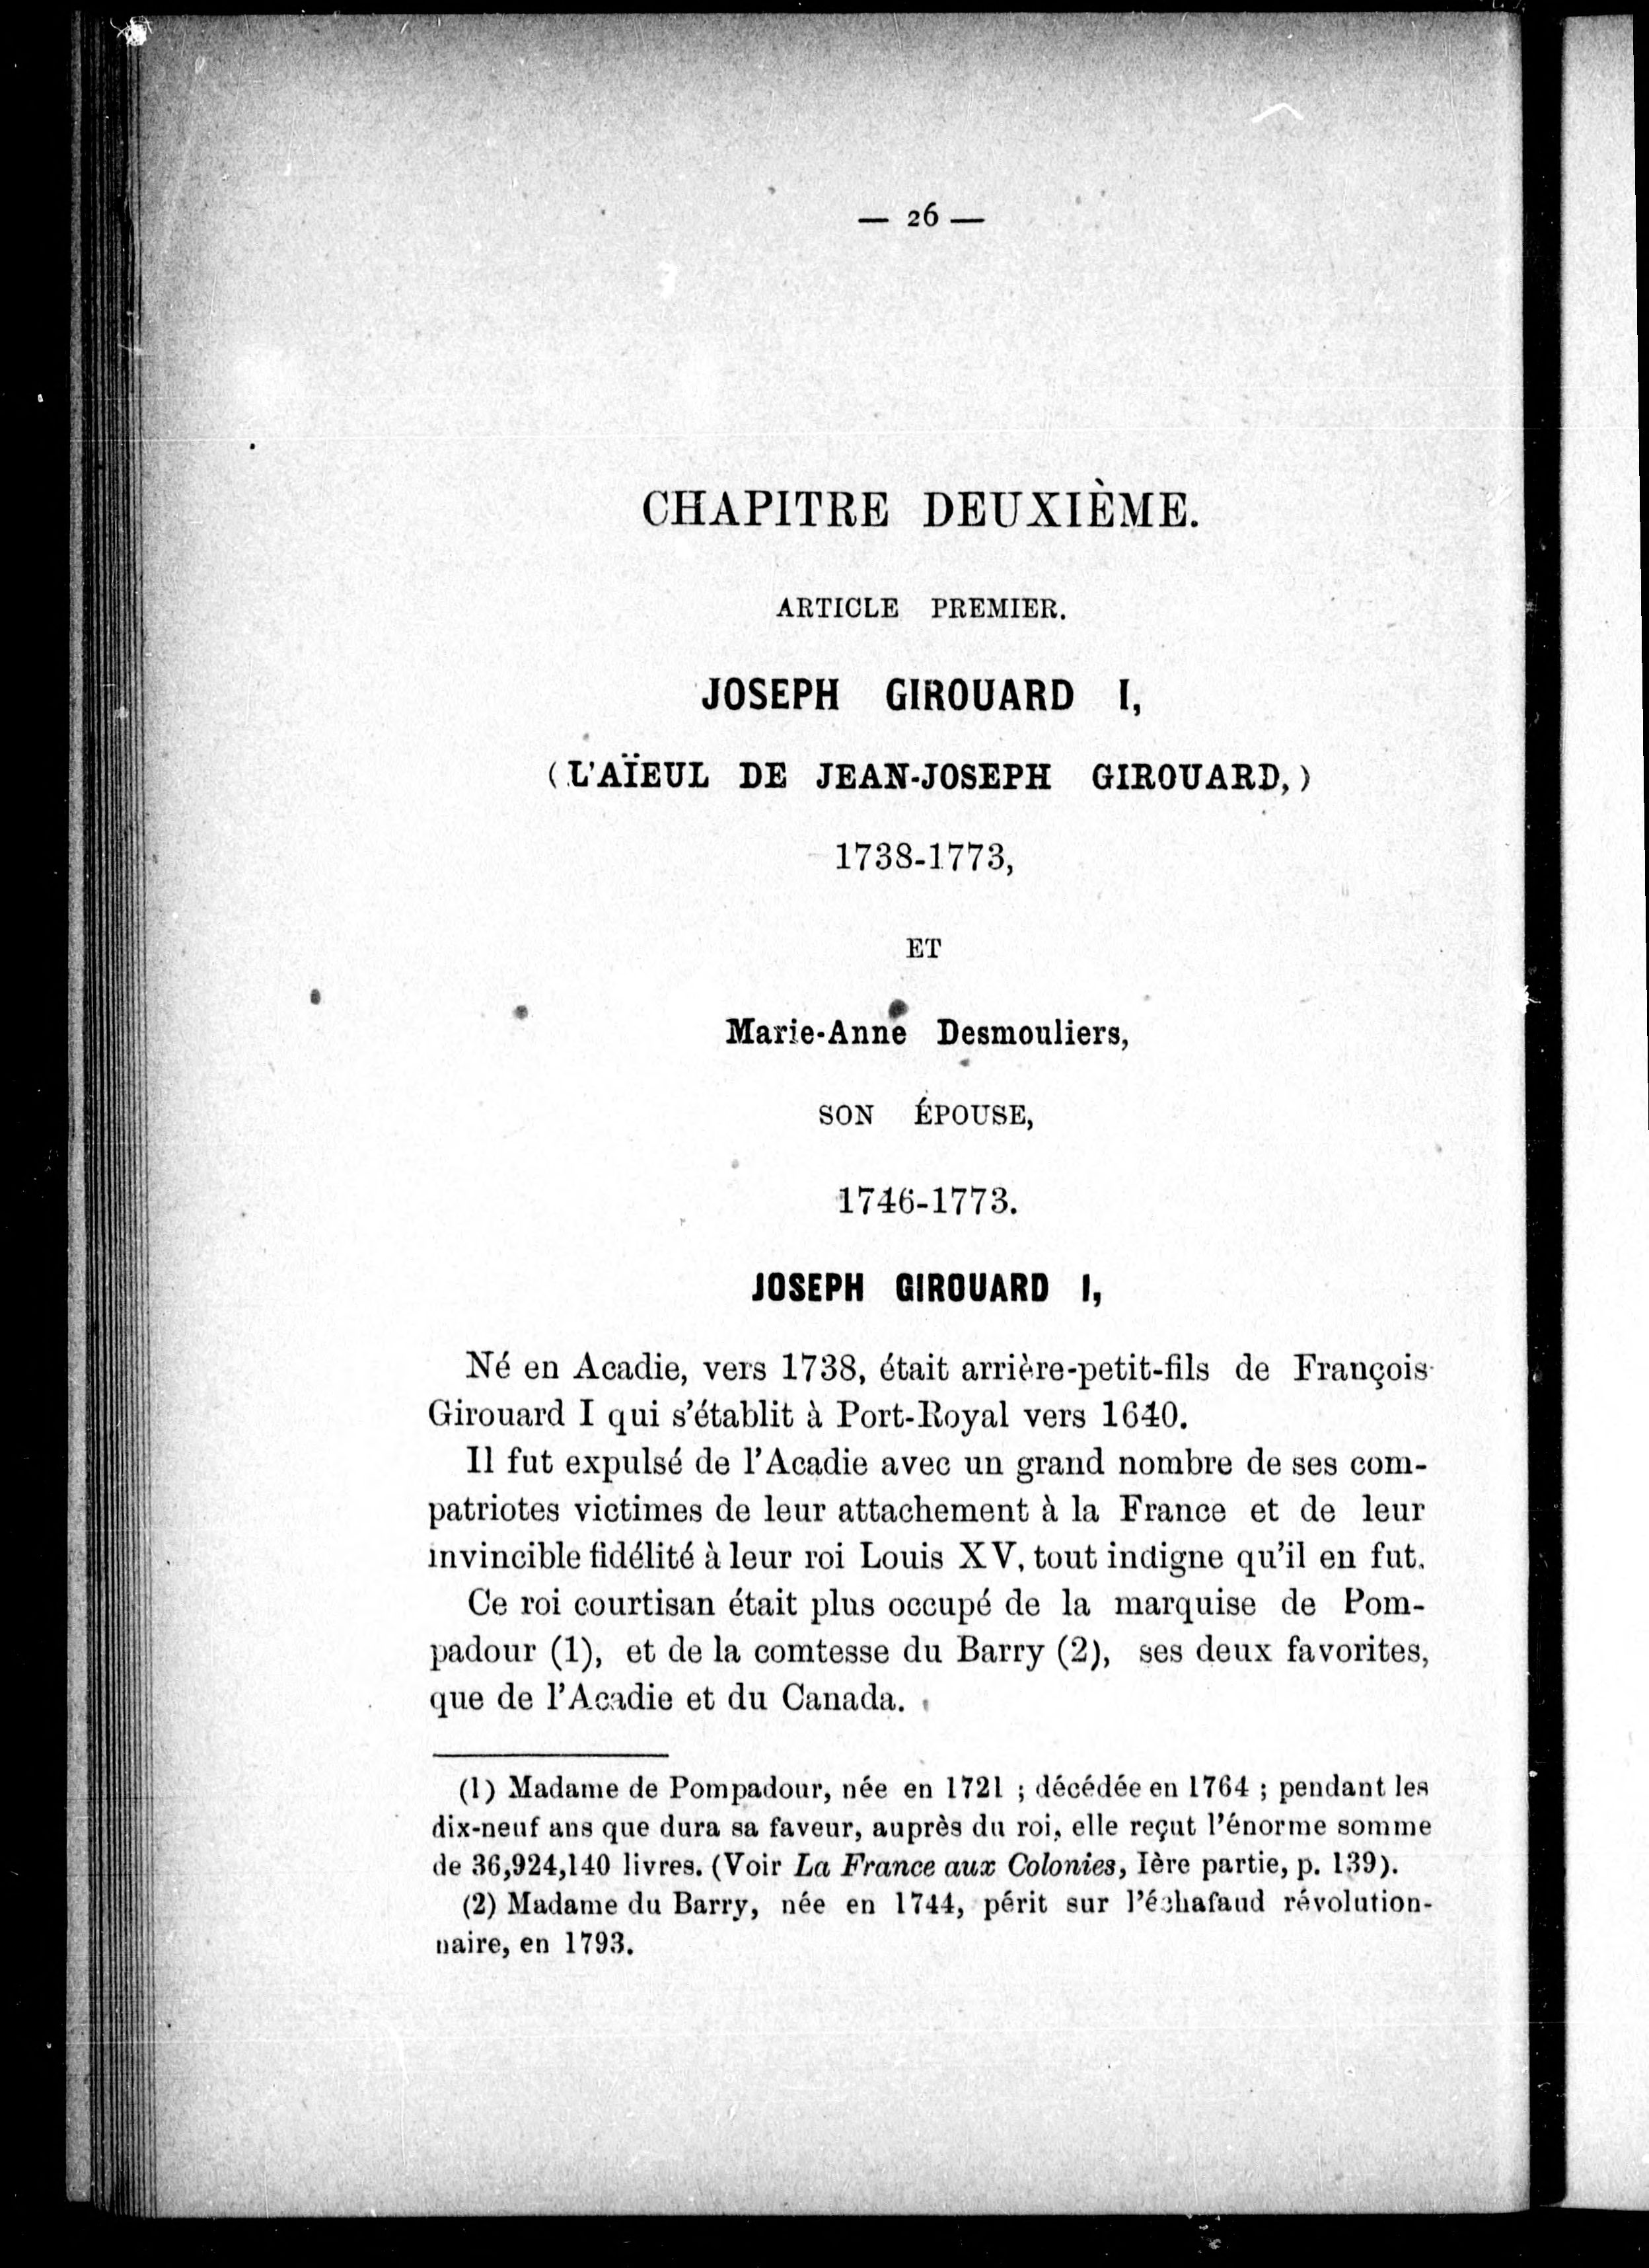 — 26 —
CHAPITRE DEUXIÈME.
ARTICLE PREMIER.
JOSEPH GIROUARD I,
(L'AÏEUL DE JEAN-JOSEPH GIROUARD,)
1738-1773,
ET
Marie-Anne Desmouliers,
SON ÉPOUSE,
1746-1773.
JOSEPH GIROUARD I,
Né en Acadie, vers 1738, était arrière-petit-fils de François
Girouard I qui s'établit à Port-Royal vers 1640.
Il fut expulsé de l'Acadie avec un grand nombre de ses com-
patriotes victimes de leur attachement à la France et de leur
invincible fidélité à leur roi Louis XV, tout indigne qu'il en fut.
Ce roi courtisan était plus occupé de la marquise de Pom-
padour (1), et de la comtesse du Barry (2), ses deux favorites,
que de l'Acadie et du Canada.
(1) Madame de Pompadour, née en 1721 ; décédée en 1764 ; pendant les
dix-neuf ans que dura sa faveur, auprès du roi, elle reçut l'énorme somme
de 36,924,140 livres. (Voir La France aux Colonies, Ière partie, p. 139).
(2) Madame du Barry, née en 1744, périt sur l'échafaud révolution-
naire, en 1793.